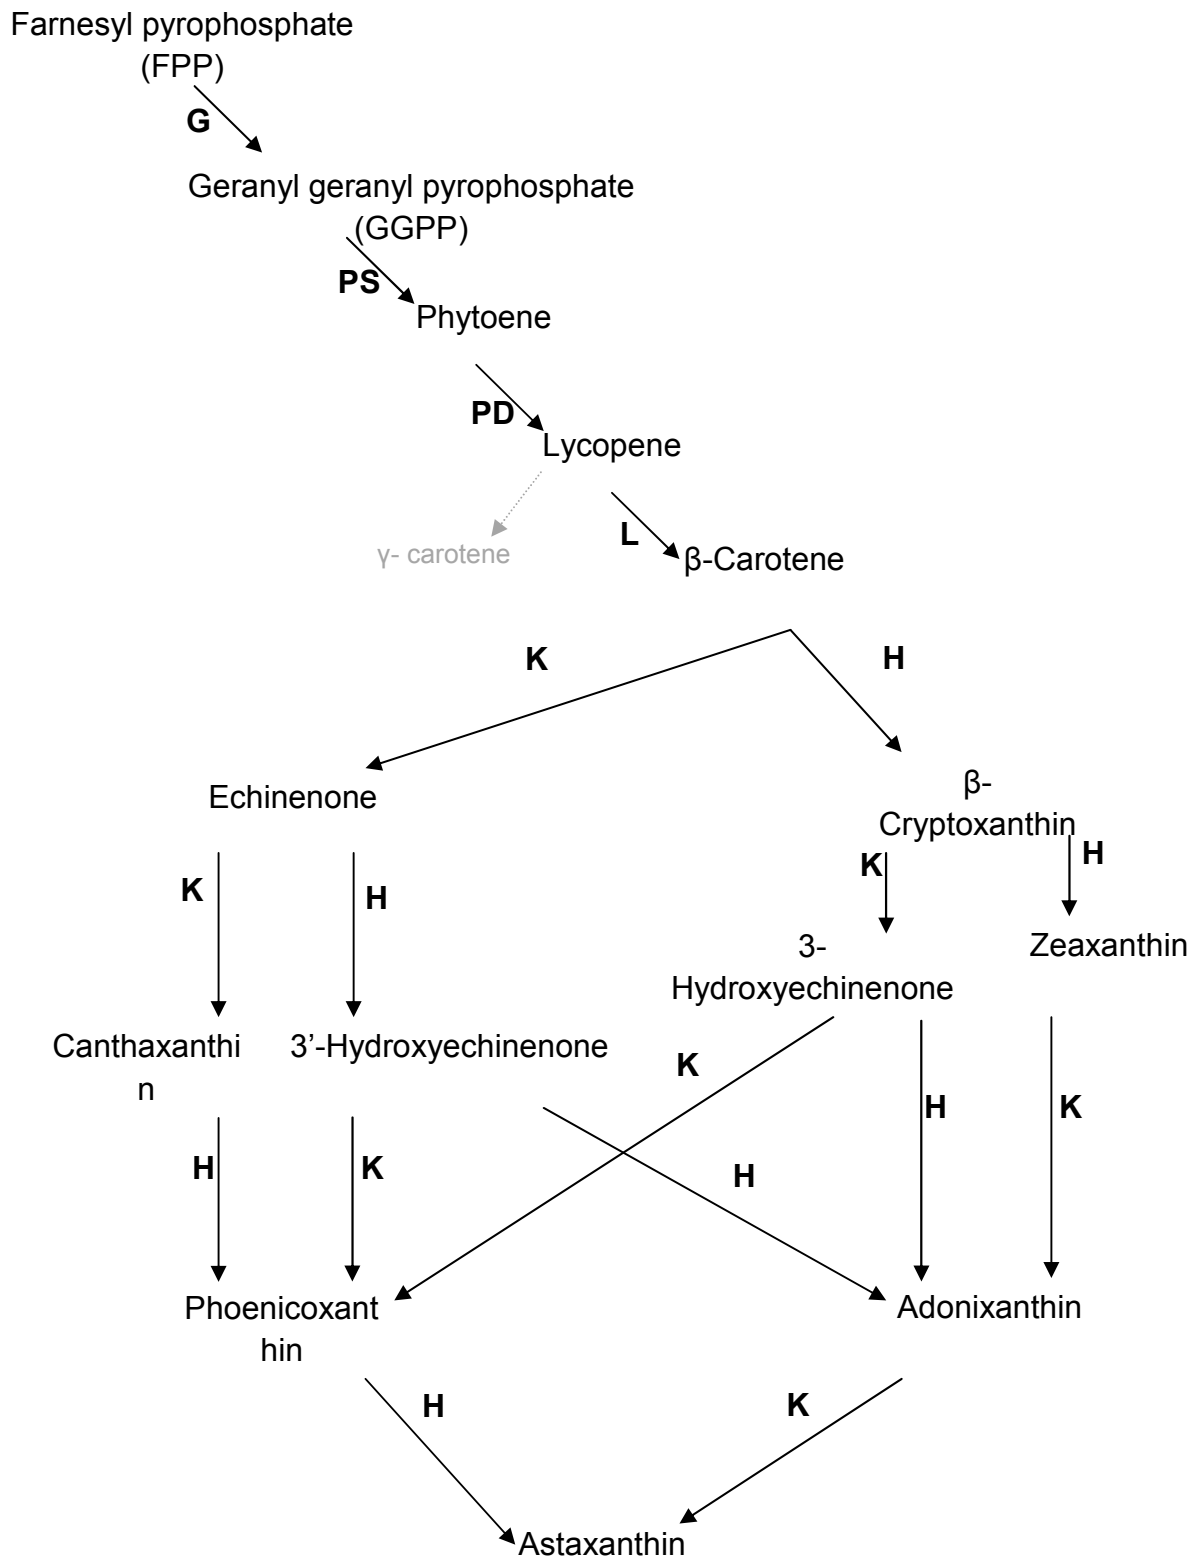 Farnesyl pyrophosphate
(FPP)
G
Geranyl geranyl pyrophosphate
(GGPP)
PS
Phytoene
PD
Lycopene
γ- carotene
L
β-Carotene
K
H
Echinenone
β-
Cryptoxanthin
K
H
K
H
3-
Hydroxyechinenone
Zeaxanthin
Canthaxanthi
n
3’-Hydroxyechinenone
K
H
K
H
K
H
Phoenicoxant
hin
Adonixanthin
H
K
Astaxanthin